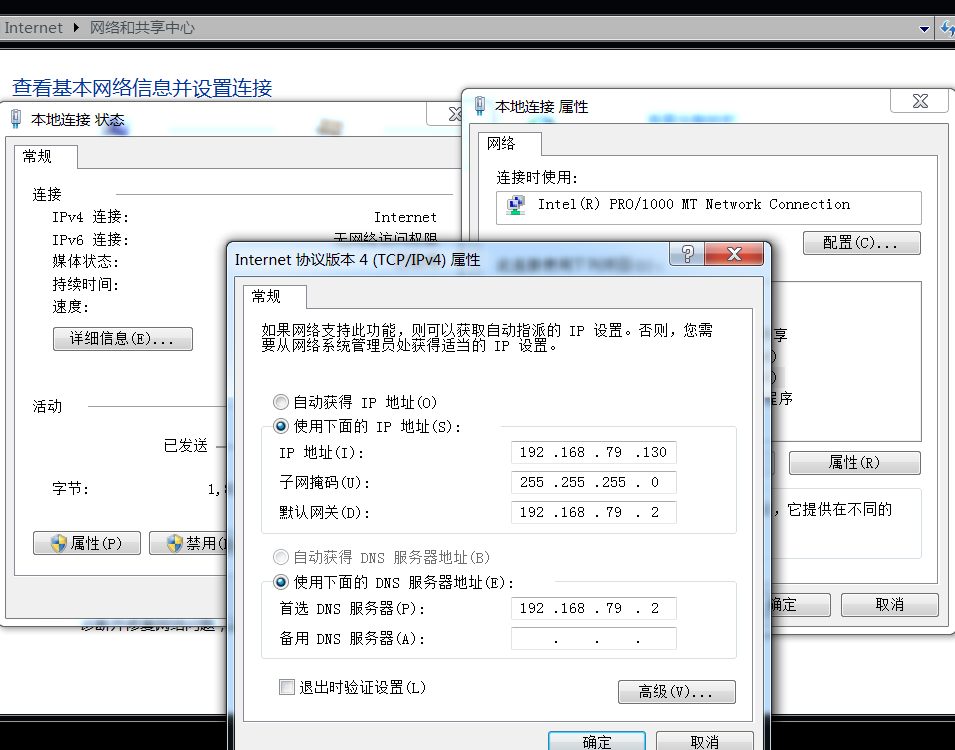 Internet ▸ 网络和共享中心
查看基本网络信息并设置连接
本地连接 状态
常规
连接
IPv4 连接: Internet
IPv6 连接: 无网络访问权限
媒体状态:
持续时间:
速度:
详细信息(E)...
活动
已发送
字节: 1,
属性(P)
禁用
本地连接 属性
网络
连接时使用:
Intel(R) PRO/1000 MT Network Connection
配置(C)...
享
)
)
程序
属性(R)
,它提供在不同的
确定
取消
Internet 协议版本 4 (TCP/IPv4) 属性
常规
如果网络支持此功能，则可以获取自动指派的 IP 设置。否则，您需
要从网络系统管理员处获得适当的 IP 设置。
自动获得 IP 地址(O)
使用下面的 IP 地址(S):
IP 地址(I): 192 .168 . 79 .130
子网掩码(U): 255 .255 .255 . 0
默认网关(D): 192 .168 . 79 . 2
自动获得 DNS 服务器地址(B)
使用下面的 DNS 服务器地址(E):
首选 DNS 服务器(P): 192 .168 . 79 . 2
备用 DNS 服务器(A): . . .
退出时验证设置(L)
高级(V)...
确定
取消